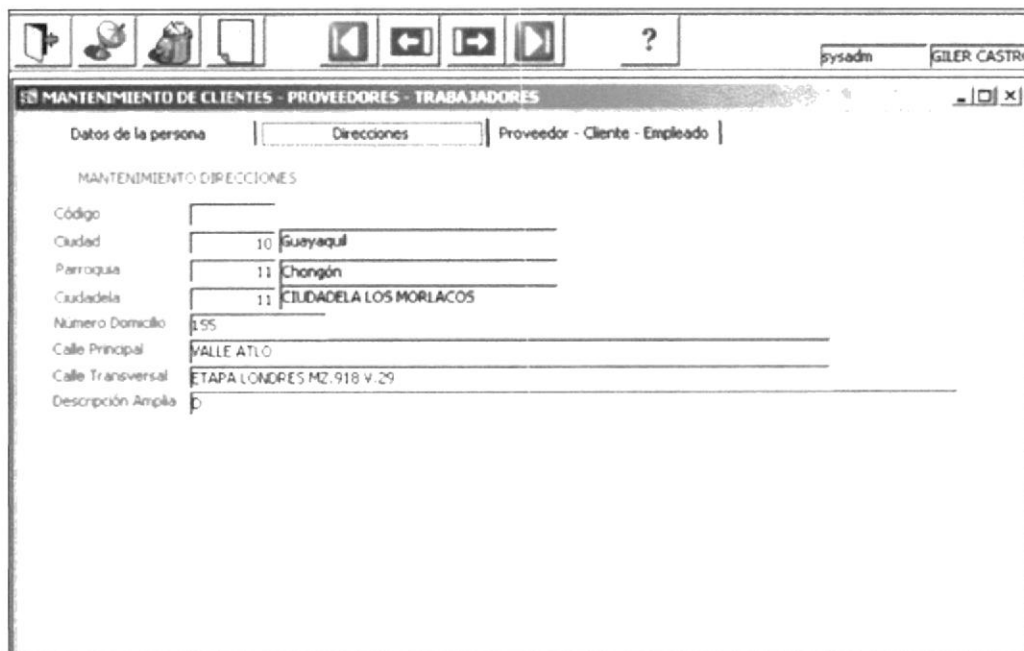 ?
sysadm GILER CASTRO
MANTENIMIENTO DE CLIENTES - PROVEEDORES - TRABAJADORES
Datos de la persona Direcciones Proveedor - Cliente - Empleado
MANTENIMIENTO DIRECCIONES
Código
Ciudad 10 Guayaquil
Parroquia 11 Chongón
Ciudadela 11 CIUDADELA LOS MORLACOS
Numero Domicilio 155
Calle Principal VALLE ATLO
Calle Transversal ETAPA LONDRES MZ.918 V.29
Descripción Amplia D